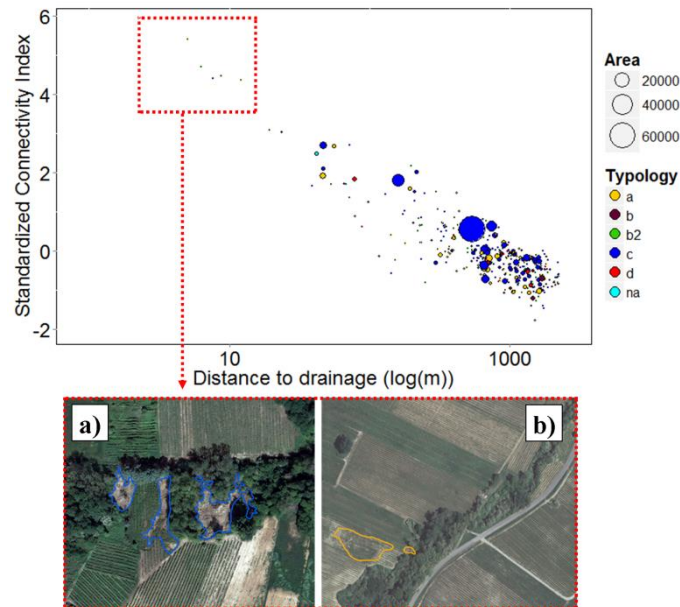 Standardized Connectivity Index
6
4
2
0
-2
10
1000
Distance to drainage (log(m))
Area
20000
40000
60000
Typology
a
b
b2
c
d
na
a)
b)